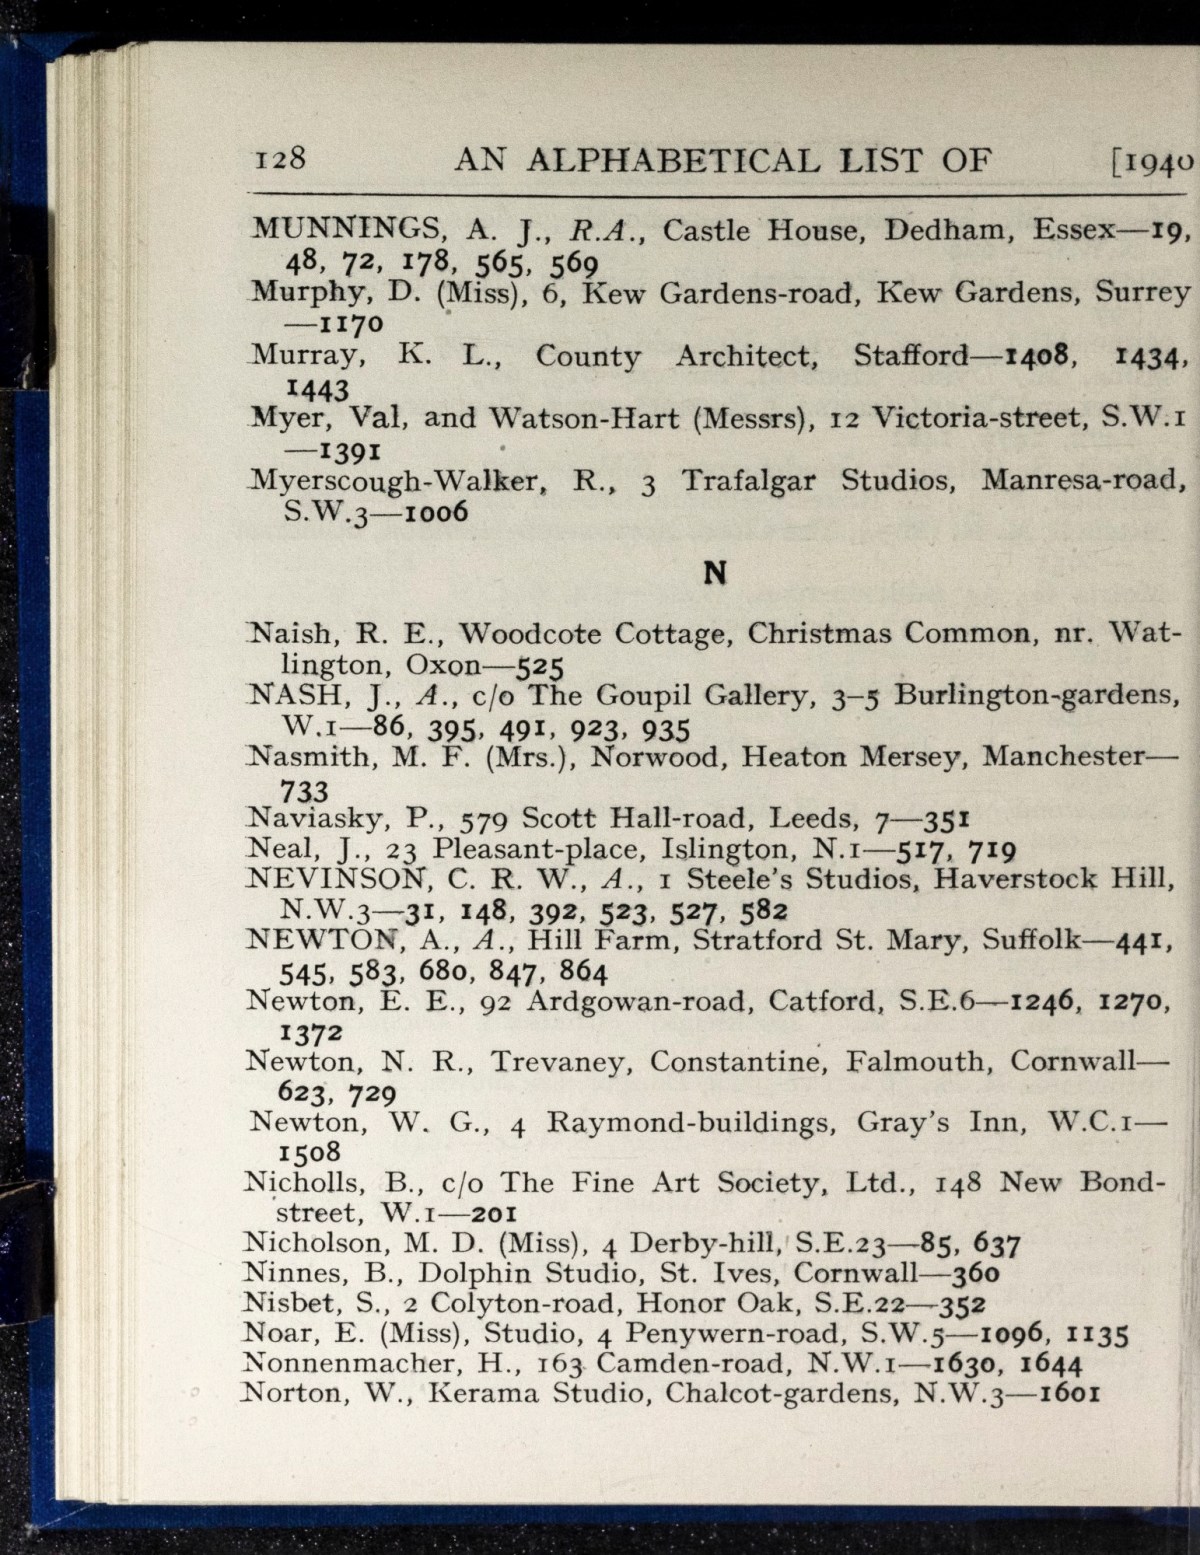 128 AN ALPHABETICAL LIST OF [1940
MUNNINGS, A. J., R.A., Castle House, Dedham, Essex—19,
48, 72, 178, 565, 569
Murphy, D. (Miss), 6, Kew Gardens-road, Kew Gardens, Surrey
—1170
Murray, K. L., County Architect, Stafford—1408, 1434,
1443
Myer, Val, and Watson-Hart (Messrs), 12 Victoria-street, S.W.1
—1391
Myerscough-Walker, R., 3 Trafalgar Studios, Manresa-road,
S.W.3—1006
N
Naish, R. E., Woodcote Cottage, Christmas Common, nr. Wat-
lington, Oxon—525
NASH, J., A., c/o The Goupil Gallery, 3–5 Burlington-gardens,
W.1—86, 395, 491, 923, 935
Nasmith, M. F. (Mrs.), Norwood, Heaton Mersey, Manchester—
733
Naviasky, P., 579 Scott Hall-road, Leeds, 7—351
Neal, J., 23 Pleasant-place, Islington, N.1—517, 719
NEVINSON, C. R. W., A., 1 Steele's Studios, Haverstock Hill,
N.W.3—31, 148, 392, 523, 527, 582
NEWTON, A., A., Hill Farm, Stratford St. Mary, Suffolk—441,
545, 583, 680, 847, 864
Newton, E. E., 92 Ardgowan-road, Catford, S.E.6—1246, 1270,
1372
Newton, N. R., Trevaney, Constantine, Falmouth, Cornwall—
623, 729
Newton, W. G., 4 Raymond-buildings, Gray's Inn, W.C.1—
1508
Nicholls, B., c/o The Fine Art Society, Ltd., 148 New Bond-
street, W.1—201
Nicholson, M. D. (Miss), 4 Derby-hill, S.E.23—85, 637
Ninnes, B., Dolphin Studio, St. Ives, Cornwall—360
Nisbet, S., 2 Colyton-road, Honor Oak, S.E.22—352
Noar, E. (Miss), Studio, 4 Penywern-road, S.W.5—1096, 1135
Nonnenmacher, H., 163 Camden-road, N.W.1—1630, 1644
Norton, W., Kerama Studio, Chalcot-gardens, N.W.3—1601